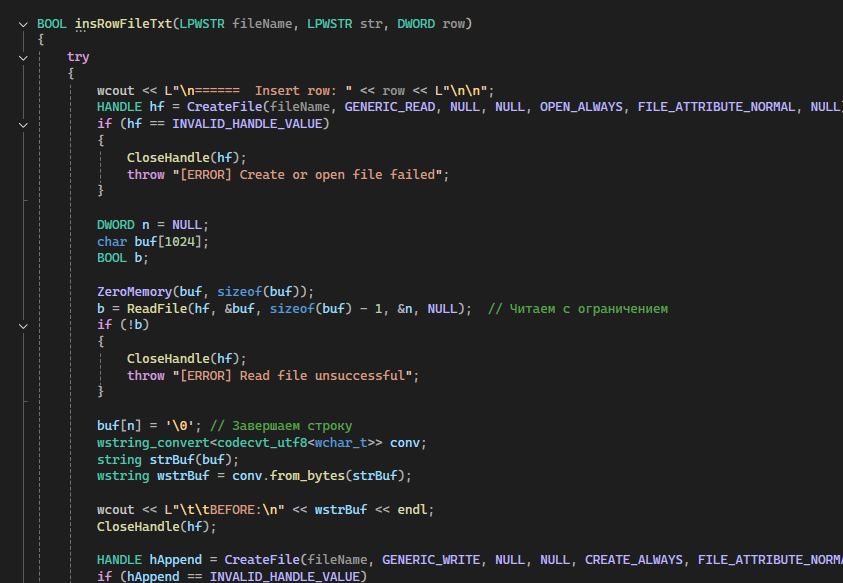 BOOL insRowFileTxt(LPWSTR fileName, LPWSTR str, DWORD row)
{
try
{
wcout << L"\n====== Insert row: " << row << L"\n\n";
HANDLE hf = CreateFile(fileName, GENERIC_READ, NULL, NULL, OPEN_ALWAYS, FILE_ATTRIBUTE_NORMAL, NULL
if (hf == INVALID_HANDLE_VALUE)
{
CloseHandle(hf);
throw "[ERROR] Create or open file failed";
}
DWORD n = NULL;
char buf[1024];
BOOL b;
ZeroMemory(buf, sizeof(buf));
b = ReadFile(hf, &buf, sizeof(buf) - 1, &n, NULL); // Читаем с ограничением
if (!b)
{
CloseHandle(hf);
throw "[ERROR] Read file unsuccessful";
}
buf[n] = '\0'; // Завершаем строку
wstring_convert<codecvt_utf8<wchar_t>> conv;
string strBuf(buf);
wstring wstrBuf = conv.from_bytes(strBuf);
wcout << L"\t\tBEFORE:\n" << wstrBuf << endl;
CloseHandle(hf);
HANDLE hAppend = CreateFile(fileName, GENERIC_WRITE, NULL, NULL, CREATE_ALWAYS, FILE_ATTRIBUTE_NORMA
if (hAppend == INVALID_HANDLE_VALUE)